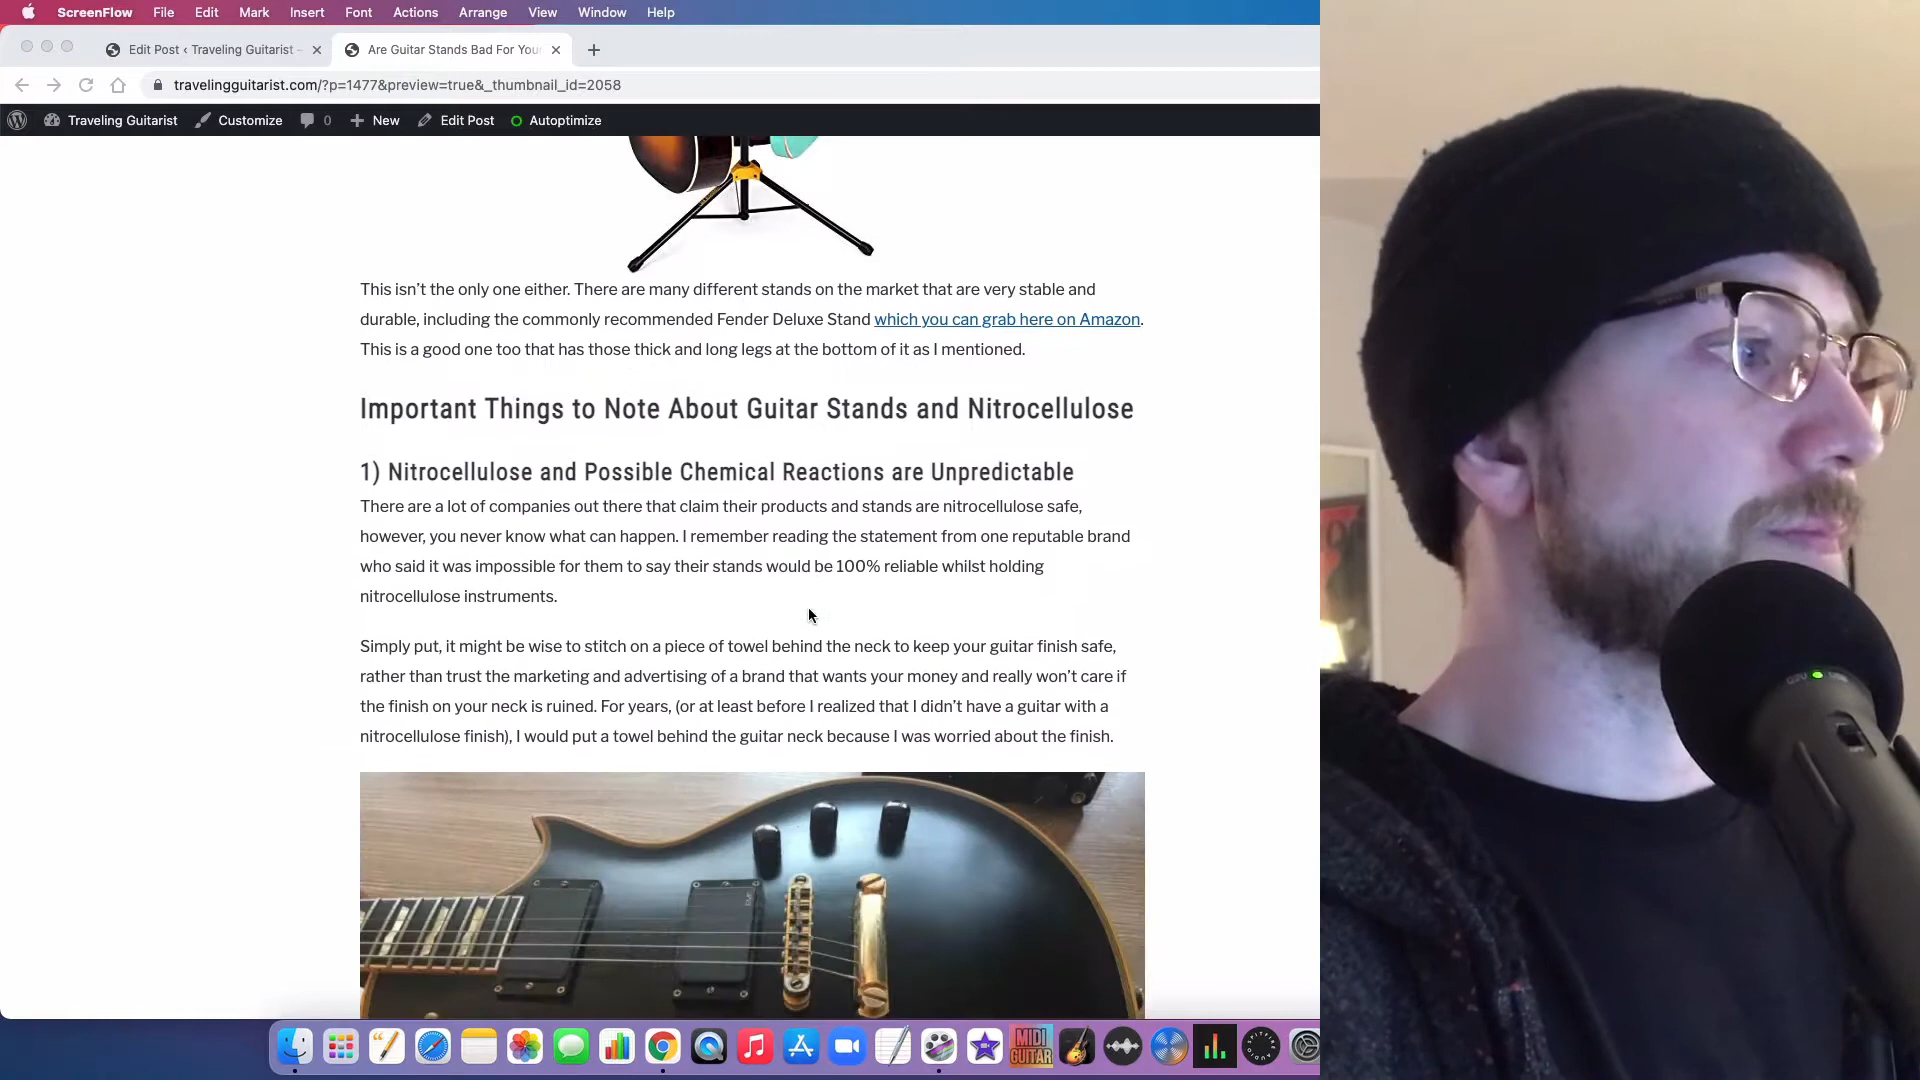 ScreenFlow File Edit Mark Insert Font Actions Arrange View Window Help
Edit Post ‹ Traveling Guitarist –
Are Guitar Stands Bad For Your
travelingguitarist.com/?p=1477&preview=true&_thumbnail_id=2058
Traveling Guitarist Customize 0 New Edit Post Autoptimize
This isn’t the only one either. There are many different stands on the market that are very stable and
durable, including the commonly recommended Fender Deluxe Stand which you can grab here on Amazon.
This is a good one too that has those thick and long legs at the bottom of it as I mentioned.
Important Things to Note About Guitar Stands and Nitrocellulose
1) Nitrocellulose and Possible Chemical Reactions are Unpredictable
There are a lot of companies out there that claim their products and stands are nitrocellulose safe,
however, you never know what can happen. I remember reading the statement from one reputable brand
who said it was impossible for them to say their stands would be 100% reliable whilst holding
nitrocellulose instruments.
Simply put, it might be wise to stitch on a piece of towel behind the neck to keep your guitar finish safe,
rather than trust the marketing and advertising of a brand that wants your money and really won’t care if
the finish on your neck is ruined. For years, (or at least before I realized that I didn’t have a guitar with a
nitrocellulose finish), I would put a towel behind the guitar neck because I was worried about the finish.
MIDI
GUITAR
SPITFIRE
AUDIO